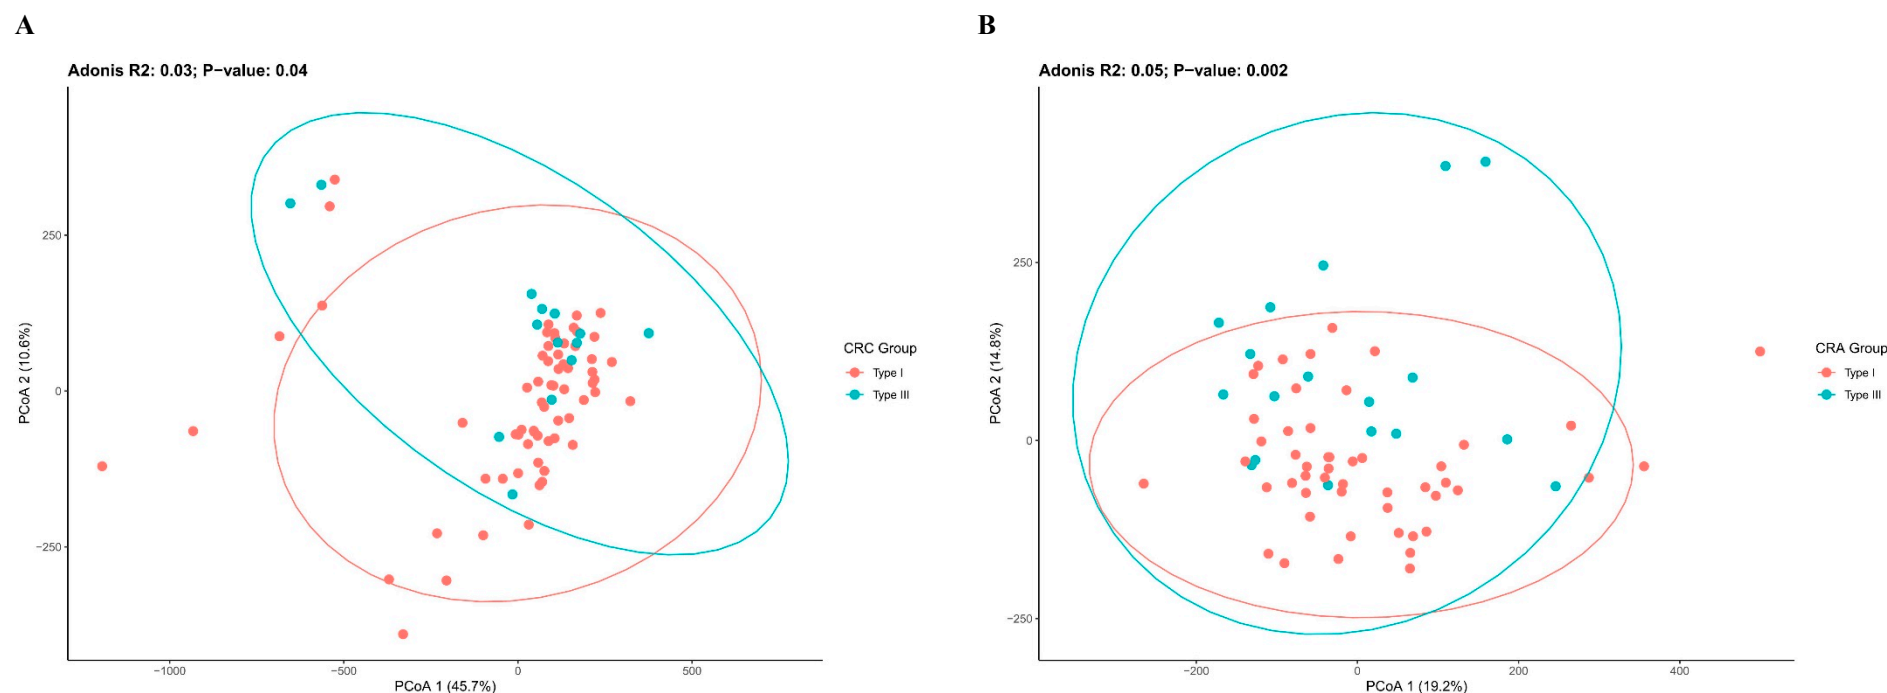 A
Adonis R2: 0.03; P−value: 0.04
250
0
−250
−1000
−500
0
500
PCoA 2 (10.6%)
PCoA 1 (45.7%)
CRC Group
Type I
Type III
B
Adonis R2: 0.05; P−value: 0.002
250
0
−250
−200
0
200
400
PCoA 2 (14.8%)
PCoA 1 (19.2%)
CRA Group
Type I
Type III